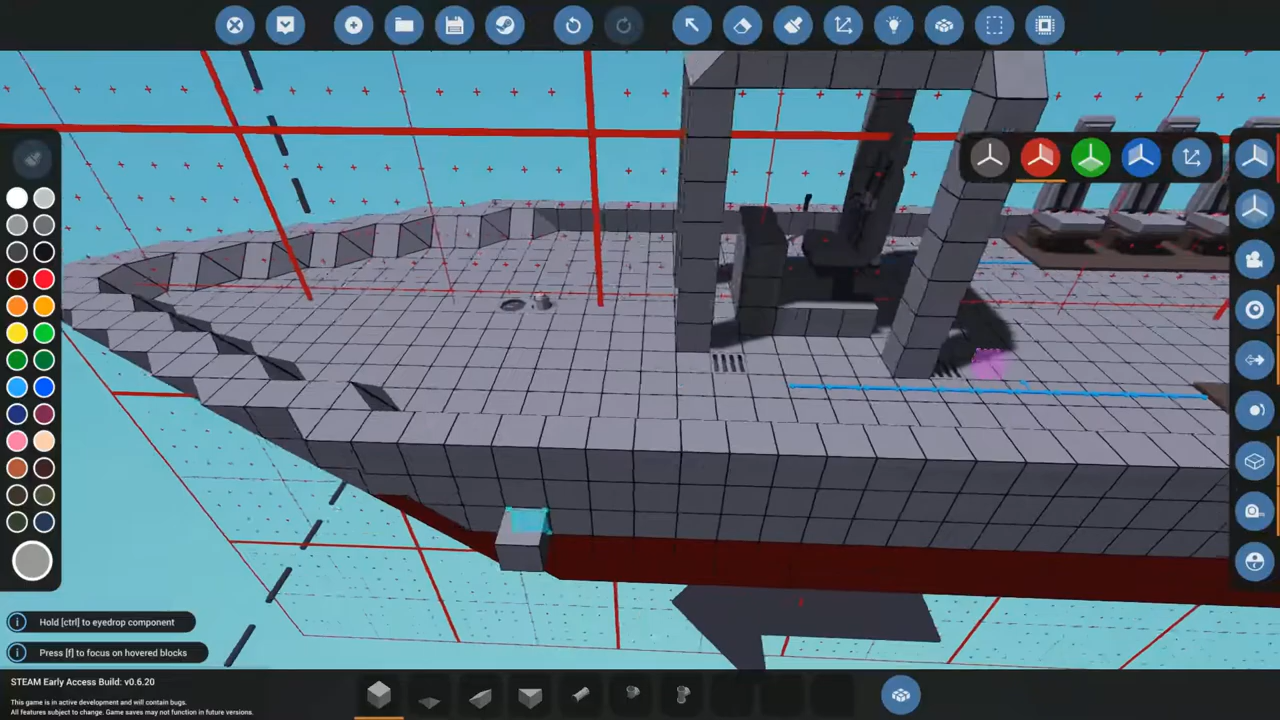 Hold [ctrl] to eyedrop component
Press [f] to focus on hovered blocks
STEAM Early Access Build: v0.6.20
This game is in active development and will contain bugs.
All features subject to change. Game saves may not function in future versions.